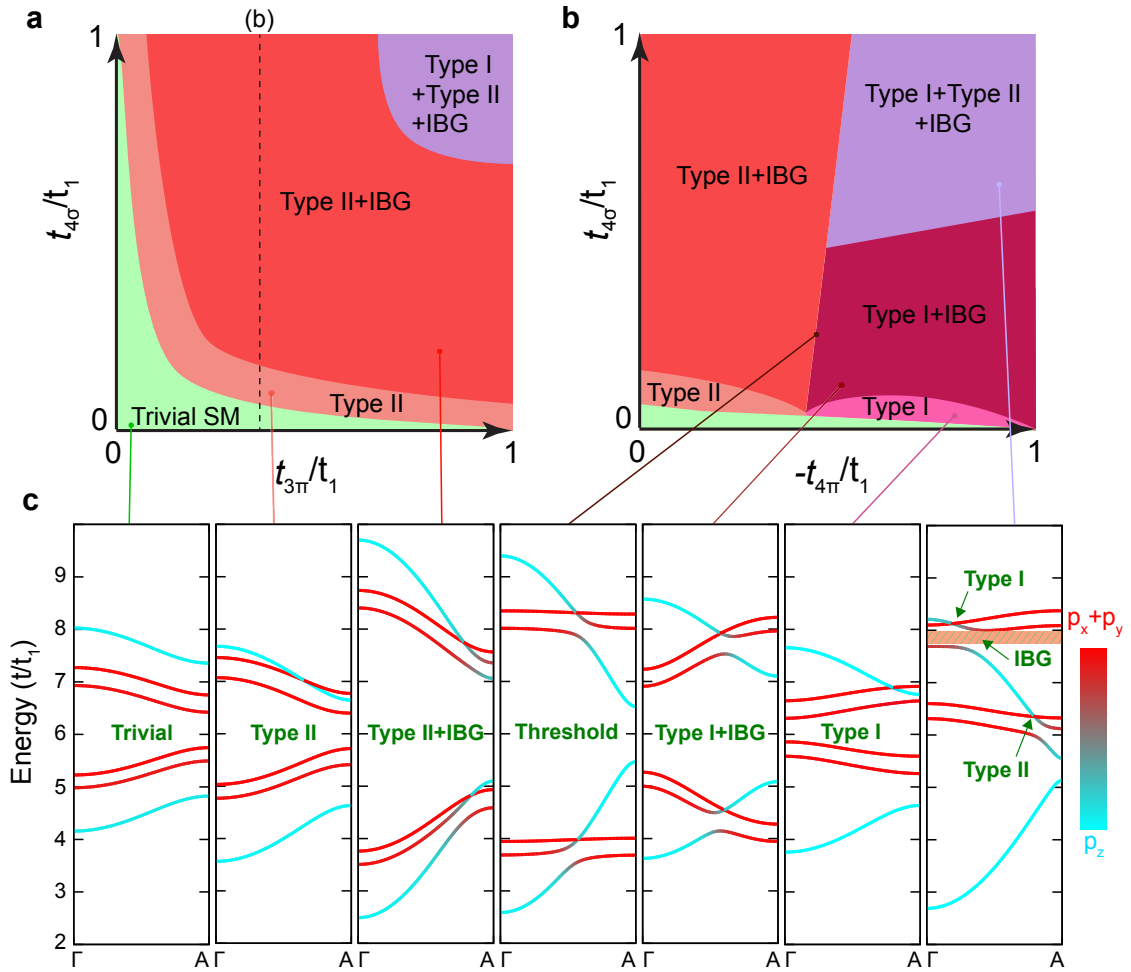 a
(b)
1
Type I
+Type II
+IBG
Type II+IBG
t4σ/t1
Type II
Trivial SM
0
0
t3π/t1
1
b
1
Type I+Type II
+IBG
Type II+IBG
t4σ/t1
Type I+IBG
Type II
Type I
0
0
-t4π/t1
1
c
Energy (t/t1)
9
8
7
6
5
4
3
2
Trivial
Type II
Type II+IBG
Threshold
Type I+IBG
Type I
Type I
IBG
Type II
px+py
pz
Γ A Γ A Γ A Γ A Γ A Γ A Γ A